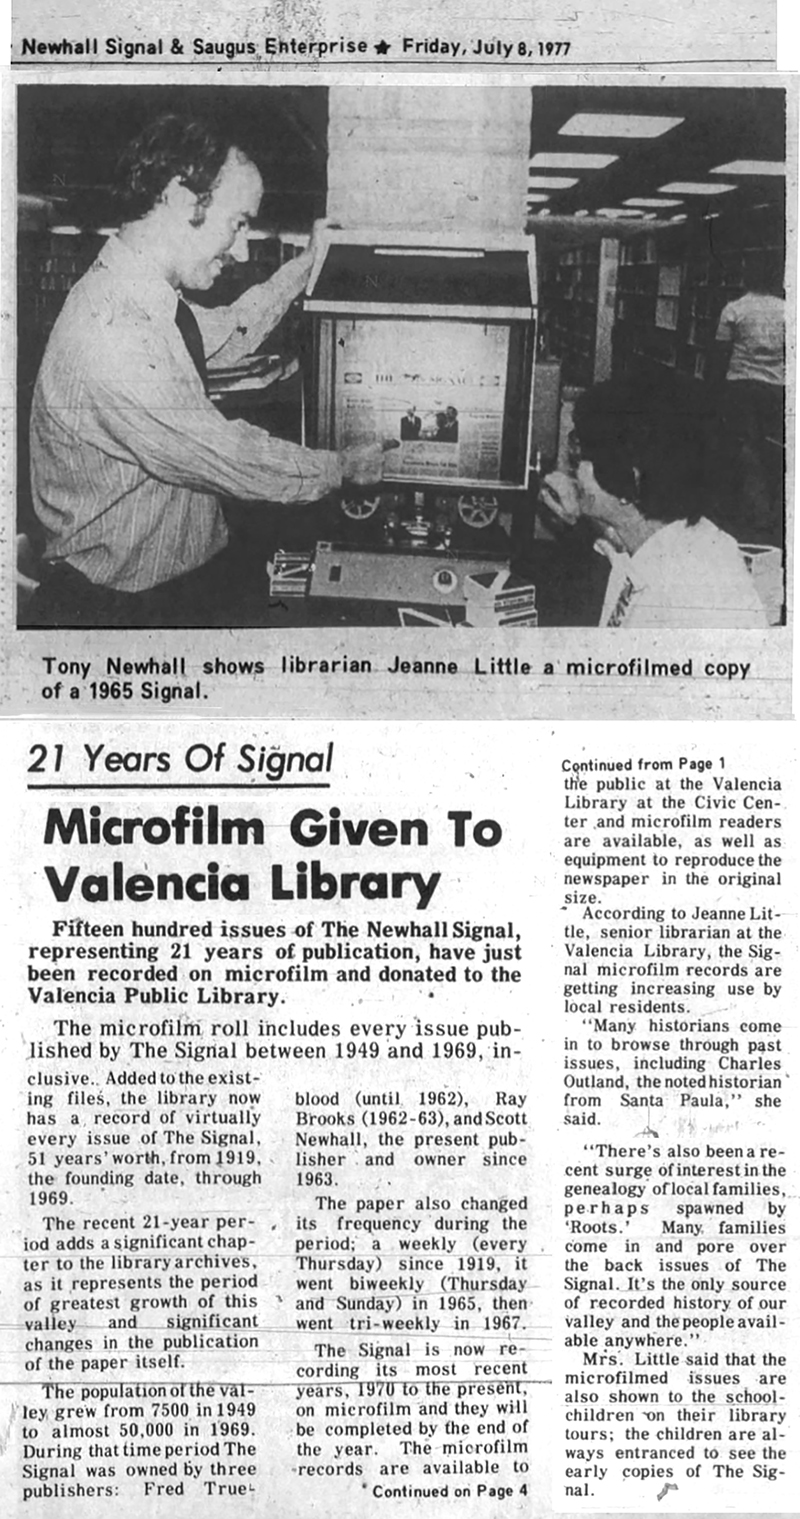 Newhall Signal & Saugus Enterprise ★ Friday, July 8, 1977
THE SIGNAL
Tony Newhall shows librarian Jeanne Little a microfilmed copy
of a 1965 Signal.
21 Years Of Signal
Microfilm Given To
Valencia Library
Fifteen hundred issues of The Newhall Signal,
representing 21 years of publication, have just
been recorded on microfilm and donated to the
Valencia Public Library.
The microfilm roll includes every issue pub-
lished by The Signal between 1949 and 1969, in-
clusive. Added to the exist-
ing files, the library now
has a record of virtually
every issue of The Signal,
51 years' worth, from 1919,
the founding date, through
1969.
The recent 21-year per-
iod adds a significant chap-
ter to the library archives,
as it represents the period
of greatest growth of this
valley and significant
changes in the publication
of the paper itself.
The population of the val-
ley grew from 7500 in 1949
to almost 50,000 in 1969.
During that time period The
Signal was owned by three
publishers: Fred True-
blood (until 1962), Ray
Brooks (1962-63), and Scott
Newhall, the present pub-
lisher and owner since
1963.
The paper also changed
its frequency during the
period; a weekly (every
Thursday) since 1919, it
went biweekly (Thursday
and Sunday) in 1965, then
went tri-weekly in 1967.
The Signal is now re-
cording its most recent
years, 1970 to the present,
on microfilm and they will
be completed by the end of
the year. The microfilm
records are available to
Continued on Page 4
Continued from Page 1
the public at the Valencia
Library at the Civic Cen-
ter and microfilm readers
are available, as well as
equipment to reproduce the
newspaper in the original
size.
According to Jeanne Lit-
tle, senior librarian at the
Valencia Library, the Sig-
nal microfilm records are
getting increasing use by
local residents.
"Many historians come
in to browse through past
issues, including Charles
Outland, the noted historian
from Santa Paula," she
said.
"There's also been a re-
cent surge of interest in the
genealogy of local families,
perhaps spawned by
'Roots.' Many families
come in and pore over
the back issues of The
Signal. It's the only source
of recorded history of our
valley and the people avail-
able anywhere."
Mrs. Little said that the
microfilmed issues are
also shown to the school-
children on their library
tours; the children are al-
ways entranced to see the
early copies of The Sig-
nal.